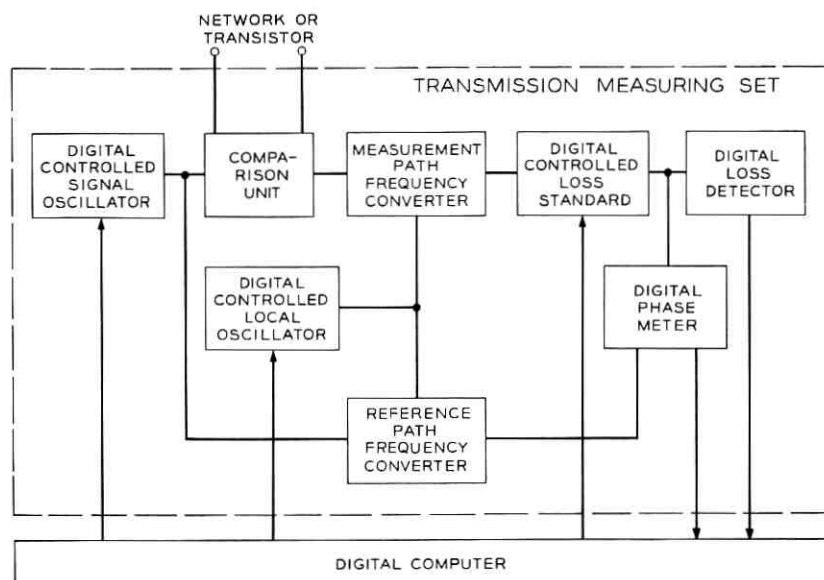 NETWORK OR
TRANSISTOR
TRANSMISSION MEASURING SET
DIGITAL
CONTROLLED
SIGNAL
OSCILLATOR
COMPA-
RISON
UNIT
MEASUREMENT
PATH
FREQUENCY
CONVERTER
DIGITAL
CONTROLLED
LOSS
STANDARD
DIGITAL
LOSS
DETECTOR
DIGITAL
CONTROLLED
LOCAL
OSCILLATOR
DIGITAL
PHASE
METER
REFERENCE
PATH
FREQUENCY
CONVERTER
DIGITAL COMPUTER